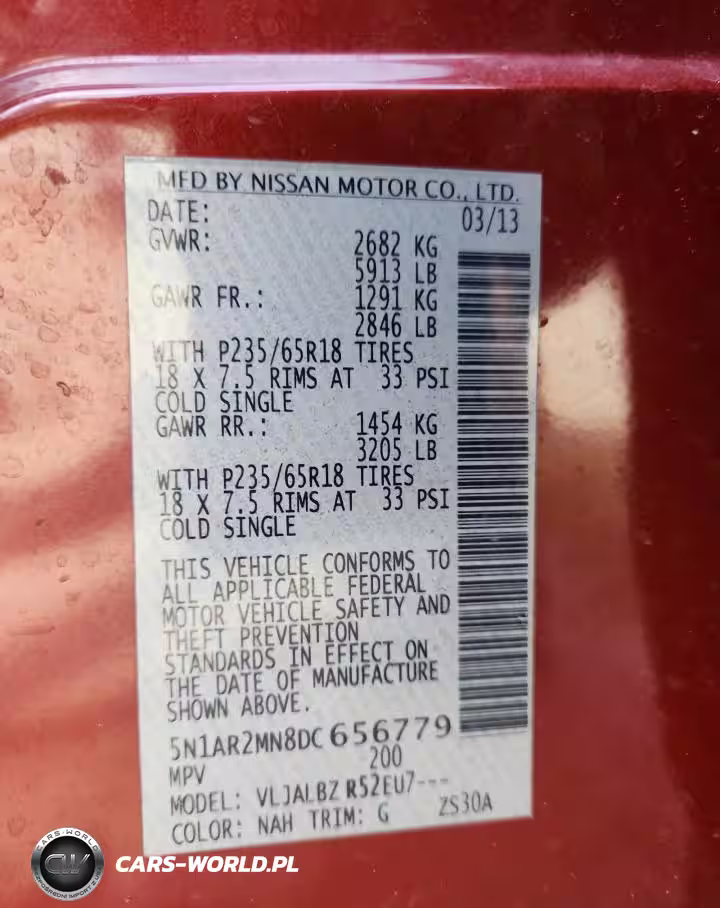 MFD BY NISSAN MOTOR CO., LTD.
DATE: 03/13
GVWR: 2682 KG
5913 LB
GAWR FR.: 1291 KG
2846 LB
WITH P235/65R18 TIRES
18 X 7.5 RIMS AT 33 PSI
COLD SINGLE
GAWR RR.: 1454 KG
3205 LB
WITH P235/65R18 TIRES
18 X 7.5 RIMS AT 33 PSI
COLD SINGLE
THIS VEHICLE CONFORMS TO
ALL APPLICABLE FEDERAL
MOTOR VEHICLE SAFETY AND
THEFT PREVENTION
STANDARDS IN EFFECT ON
THE DATE OF MANUFACTURE
SHOWN ABOVE.
5N1AR2MN8DC656779
MPV 200
MODEL: VLJALBZ R52EU7---
COLOR: NAH TRIM: G ZS30A
CARS-WORLD
CW
CARS-WORLD.PL